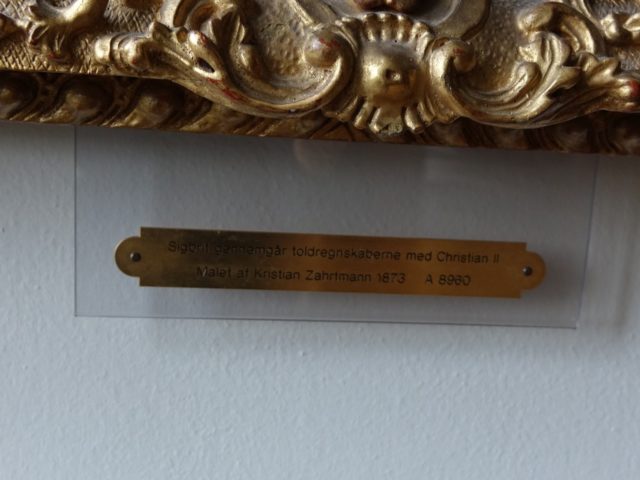 Sigbrit gennemgår toldregnskaberne med Christian II
Malet af Kristian Zahrtmann 1873 A 8960